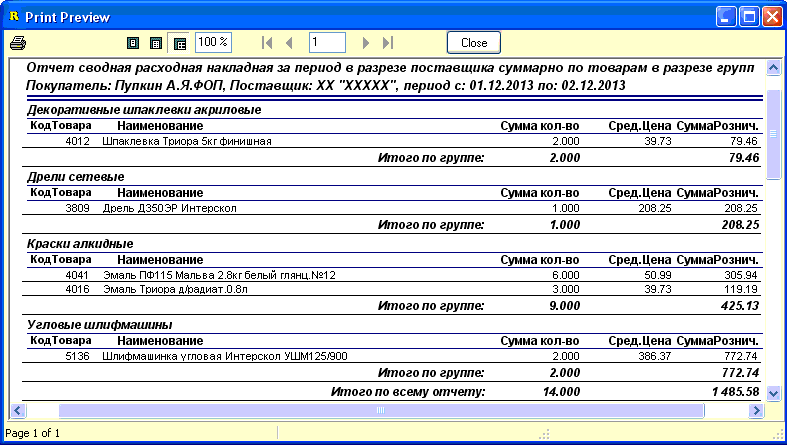 Print Preview
100 % 1 Close
Отчет сводная расходная накладная за период в разрезе поставщика суммарно по товарам в разрезе групп
Покупатель: Пупкин А.Я.ФОП, Поставщик: XX "XXXXX", период с: 01.12.2013 по: 02.12.2013
Декоративные шпаклевки акриловые
КодТовара Наименование Сумма кол-во Сред.Цена СуммаРознич.
4012 Шпаклевка Триора 5кг финишная 2.000 39.73 79.46
Итого по группе: 2.000 79.46
Дрели сетевые
КодТовара Наименование Сумма кол-во Сред.Цена СуммаРознич.
3809 Дрель Д350ЭР Интерскол 1.000 208.25 208.25
Итого по группе: 1.000 208.25
Краски алкидные
КодТовара Наименование Сумма кол-во Сред.Цена СуммаРознич.
4041 Эмаль ПФ115 Мальва 2.8кг белый глянц.№12 6.000 50.99 305.94
4016 Эмаль Триора д/радиат.0.8л 3.000 39.73 119.19
Итого по группе: 9.000 425.13
Угловые шлифмашины
КодТовара Наименование Сумма кол-во Сред.Цена СуммаРознич.
5136 Шлифмашинка угловая Интерскол УШМ125/900 2.000 386.37 772.74
Итого по группе: 2.000 772.74
Итого по всему отчету: 14.000 1 485.58
Page 1 of 1